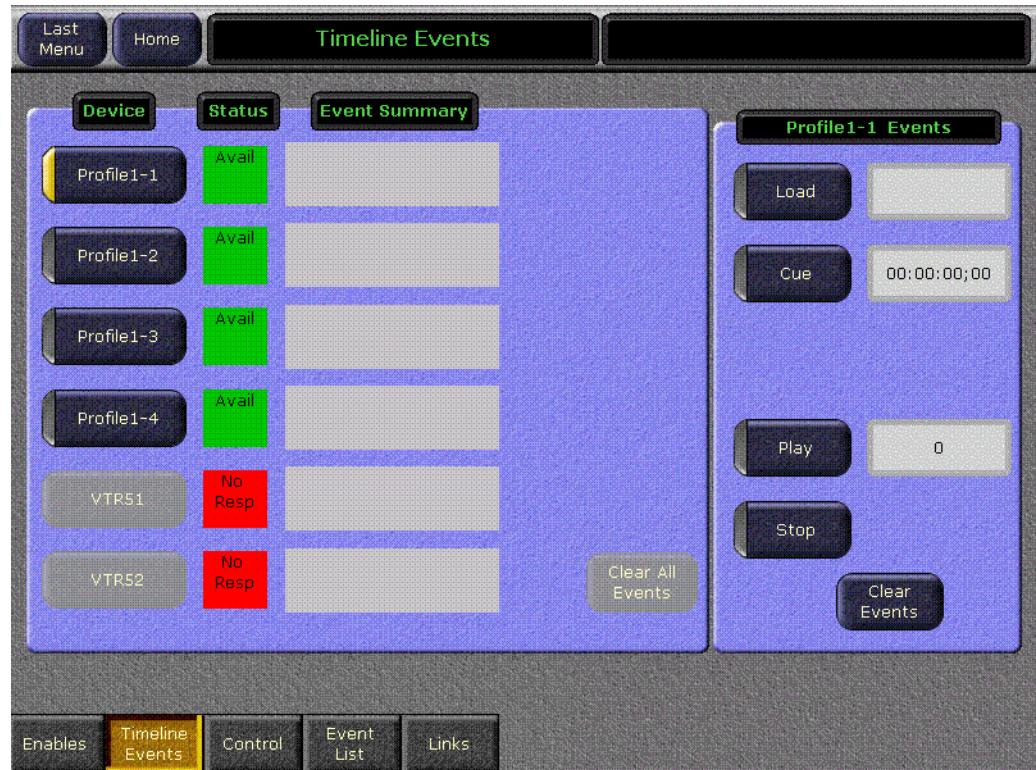 Last
Menu
Home
Timeline Events
Device
Status
Event Summary
Profile1-1
Avail
Profile1-2
Avail
Profile1-3
Avail
Profile1-4
Avail
VTR51
No
Resp
VTR52
No
Resp
Clear All
Events
Profile1-1 Events
Load
Cue
00:00:00;00
Play
0
Stop
Clear
Events
Enables
Timeline
Events
Control
Event
List
Links